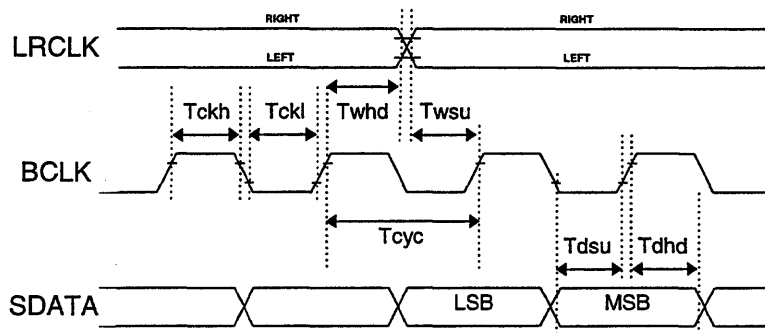 RIGHT RIGHT
LRCLK
LEFT LEFT
Tckh Tckl Twhd Twsu
BCLK
Tcyc Tdsu Tdhd
SDATA LSB MSB